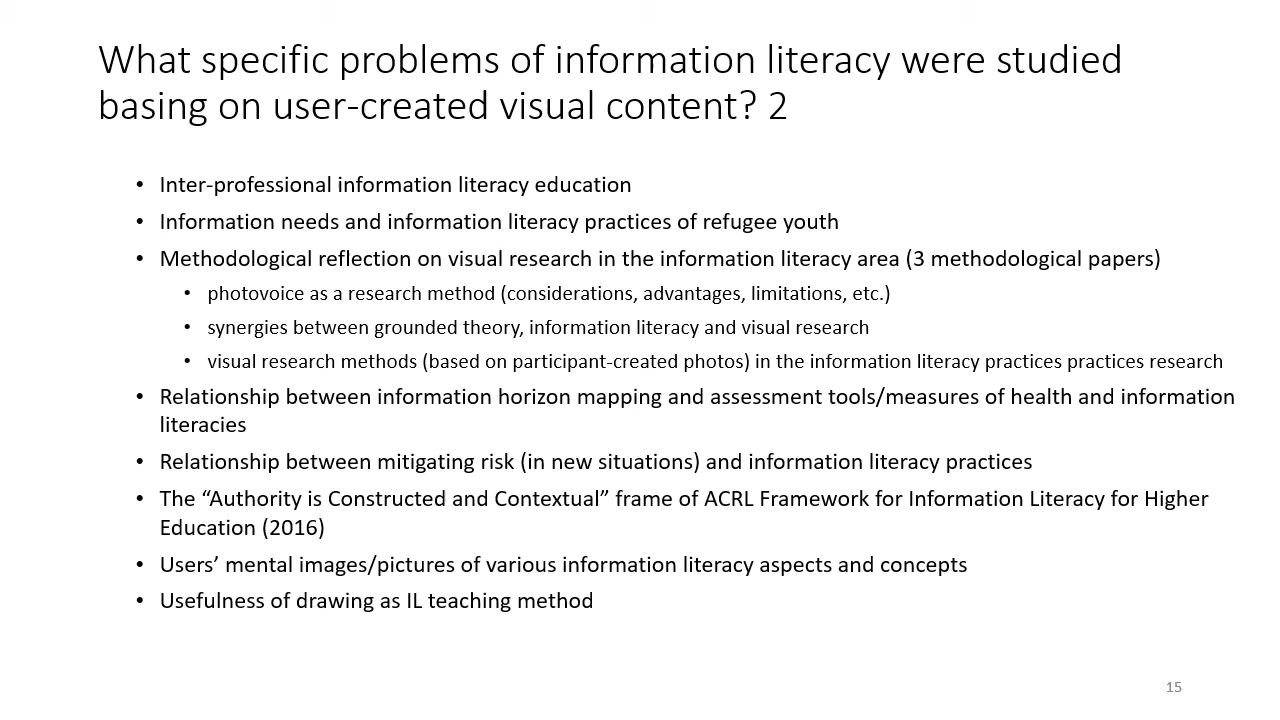 What specific problems of information literacy were studied
basing on user-created visual content? 2
• Inter-professional information literacy education
• Information needs and information literacy practices of refugee youth
• Methodological reflection on visual research in the information literacy area (3 methodological papers)
• photovoice as a research method (considerations, advantages, limitations, etc.)
• synergies between grounded theory, information literacy and visual research
• visual research methods (based on participant-created photos) in the information literacy practices practices research
• Relationship between information horizon mapping and assessment tools/measures of health and information
literacies
• Relationship between mitigating risk (in new situations) and information literacy practices
• The “Authority is Constructed and Contextual” frame of ACRL Framework for Information Literacy for Higher
Education (2016)
• Users’ mental images/pictures of various information literacy aspects and concepts
• Usefulness of drawing as IL teaching method
15